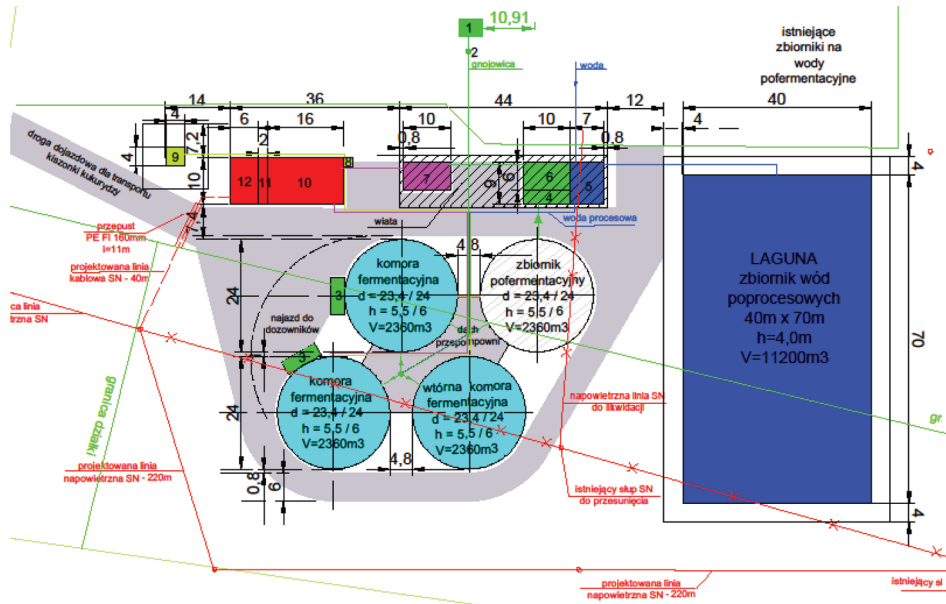 1
10,91
2
gnojowica
woda
istniejące
zbiorniki na
wody
pofermentacyjne
14
36
44
12
40
4
6
2
16
10
10
7
4
0,8
0,8
7,2
4
9
10
7,4
8
12
11
10
7
9
6
6
4
5
4
droga dojazdowa dla transportu
kiszonki kukurydzy
wiata
woda procesowa
przepust
PE FI 160mm
l=11m
projektowana linia
kablowa SN - 40m
ca linia
trzna SN
24
3
najazd do
dozowników
komora
fermentacyjna
d = 23,4 / 24
h = 5,5 / 6
V=2360m3
4,8
zbiornik
pofermentacyjny
d = 23,4 / 24
h = 5,5 / 6
V=2360m3
dach
przepompowni
LAGUNA
zbiornik wód
poprocesowych
40m x 70m
h=4,0m
V=11200m3
70
24
3
komora
fermentacyjna
d = 23,4 / 24
h = 5,5 / 6
V=2360m3
wtórna komora
fermentacyjna
d = 23,4 / 24
h = 5,5 / 6
V=2360m3
4,8
0,8
6
granica działki
gr
napowietrzna linia SN
do likwidacji
projektowana linia
napowietrzna SN - 220m
istniejący słup SN
do przesunięcia
4
projektowana linia
napowietrzna SN - 220m
istniejący sł